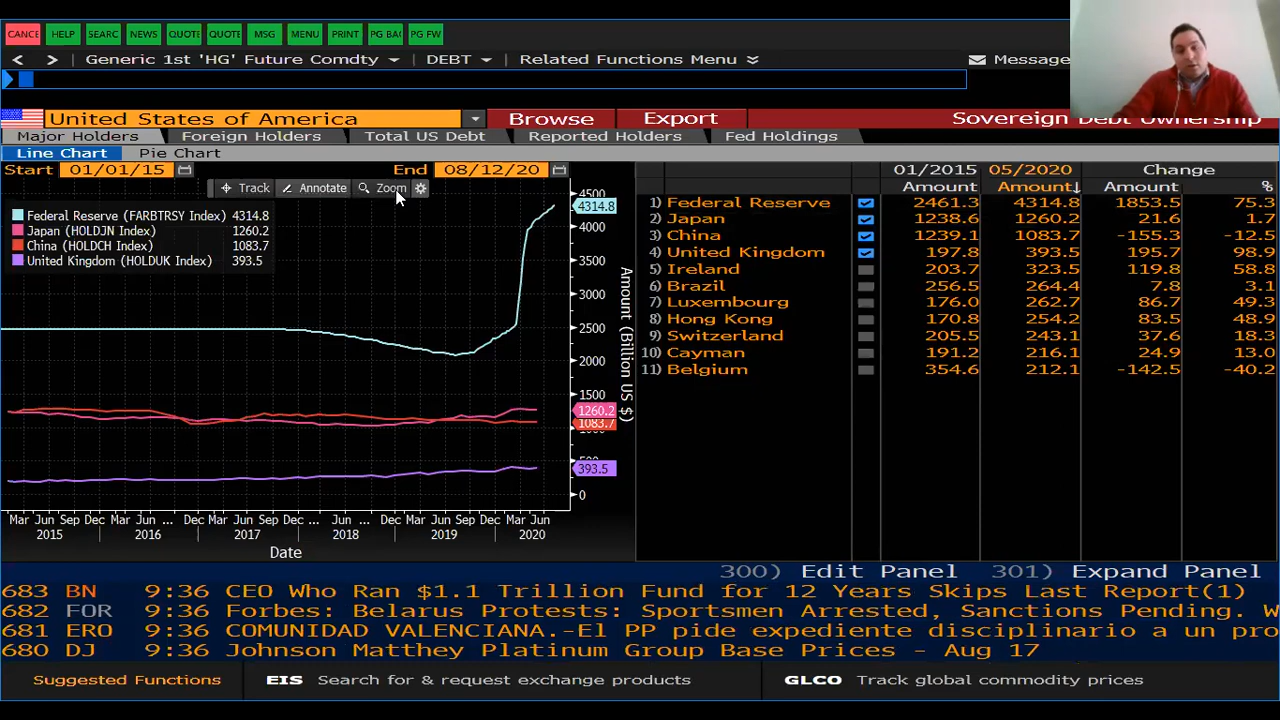 CANCE HELP SEARC NEWS QUOTE QUOTE MSG MENU PRINT PG BAC PG FW
< > Generic 1st 'HG' Future Comdty DEBT Related Functions Menu Message
United States of America Browse Export Sovereign Debt Ownership
Major Holders Foreign Holders Total US Debt Reported Holders Fed Holdings
Line Chart Pie Chart
Start 01/01/15 End 08/12/20 01/2015 05/2020 Change
Track Annotate Zoom Amount Amount↓ Amount %
Federal Reserve (FARBTRSY Index) 4314.8
Japan (HOLDJN Index) 1260.2
China (HOLDCH Index) 1083.7
United Kingdom (HOLDUK Index) 393.5
4500
4314.8
4000
3500
3000
2500
2000
1500
1260.2
1083.7
393.5
0
Amount (Billion US $)
Mar Jun Sep Dec Mar Jun ... Dec Mar Jun Sep Dec ... Jun ... Dec Mar Jun Sep Dec Mar Jun
2015 2016 2017 2018 2019 2020
Date
1) Federal Reserve 2461.3 4314.8 1853.5 75.3
2) Japan 1238.6 1260.2 21.6 1.7
3) China 1239.1 1083.7 -155.3 -12.5
4) United Kingdom 197.8 393.5 195.7 98.9
5) Ireland 203.7 323.5 119.8 58.8
6) Brazil 256.5 264.4 7.8 3.1
7) Luxembourg 176.0 262.7 86.7 49.3
8) Hong Kong 170.8 254.2 83.5 48.9
9) Switzerland 205.5 243.1 37.6 18.3
10) Cayman 191.2 216.1 24.9 13.0
11) Belgium 354.6 212.1 -142.5 -40.2
300) Edit Panel 301) Expand Panel
683 BN 9:36 CEO Who Ran $1.1 Trillion Fund for 12 Years Skips Last Report(1)
682 FOR 9:36 Forbes: Belarus Protests: Sportsmen Arrested, Sanctions Pending. W
681 ERO 9:36 COMUNIDAD VALENCIANA.-El PP pide expediente disciplinario a un pro
680 DJ 9:36 Johnson Matthey Platinum Group Base Prices - Aug 17
Suggested Functions EIS Search for & request exchange products GLCO Track global commodity prices